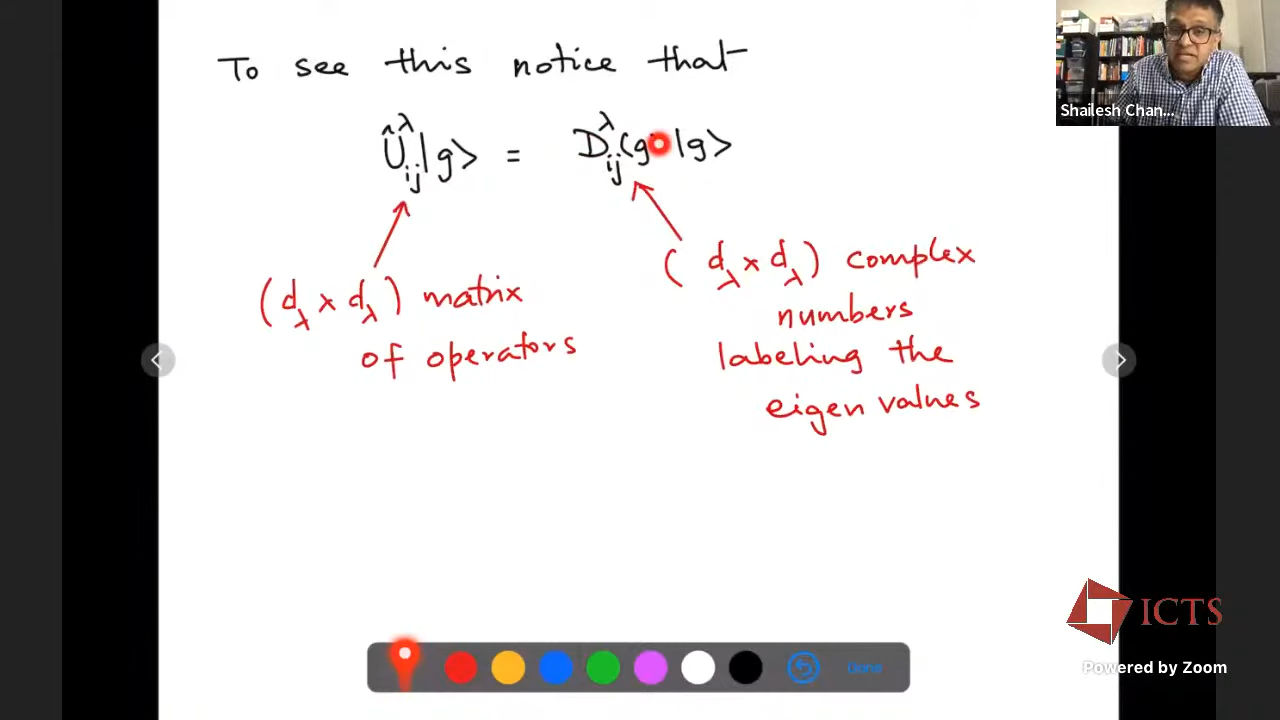 To see this notice that
Û^λ_ij |g> = D^λ_ij (g) |g>
(d_λ × d_λ) matrix
of operators
(d_λ × d_λ) complex
numbers
labeling the
eigen values
Shailesh Chan...
ICTS
Powered by Zoom
Done